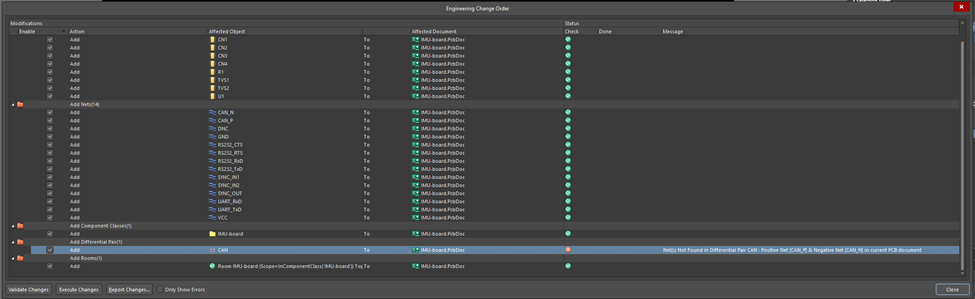 Engineering Change Order
Modifications Status
Enable Action Affected Object Affected Document Check Done Message
Add CN1 To IMU-board.PcbDoc
Add CN2 To IMU-board.PcbDoc
Add CN3 To IMU-board.PcbDoc
Add CN4 To IMU-board.PcbDoc
Add R1 To IMU-board.PcbDoc
Add TVS1 To IMU-board.PcbDoc
Add TVS2 To IMU-board.PcbDoc
Add U1 To IMU-board.PcbDoc
Add Nets(14)
Add CAN_N To IMU-board.PcbDoc
Add CAN_P To IMU-board.PcbDoc
Add DNC To IMU-board.PcbDoc
Add GND To IMU-board.PcbDoc
Add RS232_CTS To IMU-board.PcbDoc
Add RS232_RTS To IMU-board.PcbDoc
Add RS232_RxD To IMU-board.PcbDoc
Add RS232_TxD To IMU-board.PcbDoc
Add SYNC_IN1 To IMU-board.PcbDoc
Add SYNC_IN2 To IMU-board.PcbDoc
Add SYNC_OUT To IMU-board.PcbDoc
Add UART_RxD To IMU-board.PcbDoc
Add UART_TxD To IMU-board.PcbDoc
Add VCC To IMU-board.PcbDoc
Add Component Classes(1)
Add IMU-board To IMU-board.PcbDoc
Add Differential Pair(1)
Add CAN To IMU-board.PcbDoc Net(s) Not Found in Differential Pair CAN : Positive Net [CAN_P] & Negative Net [CAN_N] in current PCB document
Add Rooms(1)
Add Room IMU-board (Scope=InComponentClass('IMU-board')) To IMU-board.PcbDoc
Validate Changes Execute Changes Report Changes... Only Show Errors Close